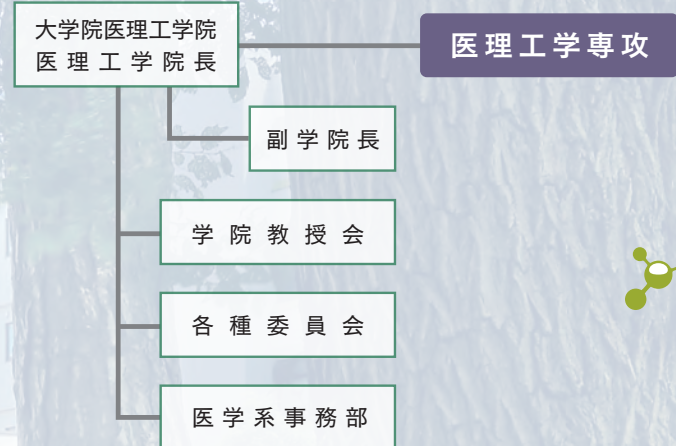 大学院医理工学院
医理工学院長
医理工学専攻
副学院長
学院教授会
各種委員会
医学系事務部